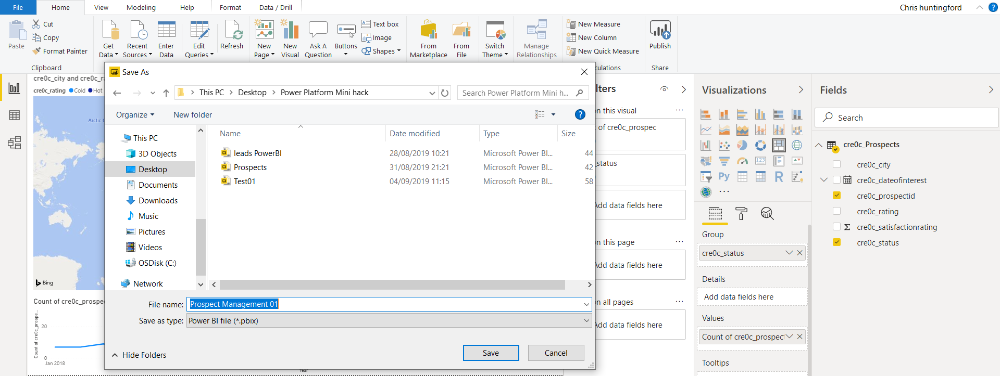 File
Home
View
Modeling
Help
Format
Data / Drill
Chris huntingford
Paste
Cut
Copy
Format Painter
Clipboard
Get Data
Recent Sources
Enter Data
Edit Queries
Refresh
New Page
New Visual
Ask A Question
Buttons
Text box
Image
Shapes
From Marketplace
From File
Switch Theme
Manage Relationships
New Measure
New Column
New Quick Measure
culations
Publish
Share
cre0c_city and cre0c_ra
cre0c_rating Cold Hot
Arctic
Bing
Count of cre0c_prospe
Count of cre0c_prospe...
20
0
Jan 2018
Year
Save As
This PC > Desktop > Power Platform Mini hack
Search Power Platform Mini h...
Organize
New folder
This PC
3D Objects
Desktop
Documents
Downloads
Music
Pictures
Videos
OSDisk (C:)
Network
Name Date modified Type Size
leads PowerBI 28/08/2019 10:21 Microsoft Power BI... 44
Prospects 31/08/2019 21:21 Microsoft Power BI... 42
Test01 04/09/2019 11:15 Microsoft Power BI... 58
File name: Prospect Management 01
Save as type: Power BI file (*.pbix)
Hide Folders
Save
Cancel
lters
n this visual
of cre0c_prospec
status
Add data fields here
n this page
Add data fields here
n all pages
Add data fields here
Visualizations
123
Py
R
Group
cre0c_status
Details
Add data fields here
Values
Count of cre0c_prospect
Tooltips
Fields
Search
cre0c_Prospects
cre0c_city
cre0c_dateofinterest
cre0c_prospectid
cre0c_rating
Σ cre0c_satisfactionrating
cre0c_status